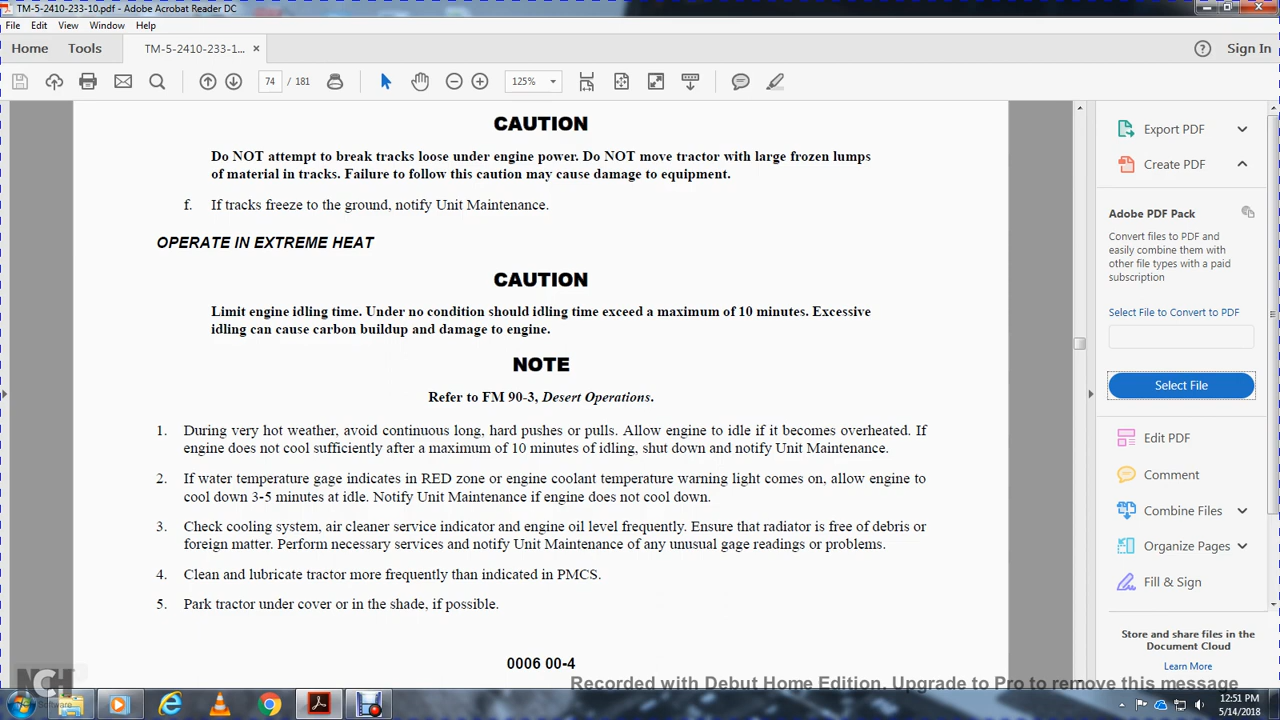 TM-5-2410-233-10.pdf - Adobe Acrobat Reader DC
File Edit View Window Help
Home Tools TM-5-2410-233-1... × Sign In
74 / 181 125%
CAUTION
Do NOT attempt to break tracks loose under engine power. Do NOT move tractor with large frozen lumps
of material in tracks. Failure to follow this caution may cause damage to equipment.
f. If tracks freeze to the ground, notify Unit Maintenance.
OPERATE IN EXTREME HEAT
CAUTION
Limit engine idling time. Under no condition should idling time exceed a maximum of 10 minutes. Excessive
idling can cause carbon buildup and damage to engine.
NOTE
Refer to FM 90-3, Desert Operations.
1. During very hot weather, avoid continuous long, hard pushes or pulls. Allow engine to idle if it becomes overheated. If
engine does not cool sufficiently after a maximum of 10 minutes of idling, shut down and notify Unit Maintenance.
2. If water temperature gage indicates in RED zone or engine coolant temperature warning light comes on, allow engine to
cool down 3-5 minutes at idle. Notify Unit Maintenance if engine does not cool down.
3. Check cooling system, air cleaner service indicator and engine oil level frequently. Ensure that radiator is free of debris or
foreign matter. Perform necessary services and notify Unit Maintenance of any unusual gage readings or problems.
4. Clean and lubricate tractor more frequently than indicated in PMCS.
5. Park tractor under cover or in the shade, if possible.
0006 00-4
Export PDF
Create PDF
Adobe PDF Pack
Convert files to PDF and
easily combine them with
other file types with a paid
subscription
Select File to Convert to PDF
Select File
Edit PDF
Comment
Combine Files
Organize Pages
Fill & Sign
Store and share files in the
Document Cloud
Learn More
NCH
Software
Recorded with Debut Home Edition. Upgrade to Pro to remove this message
12:51 PM
5/14/2018